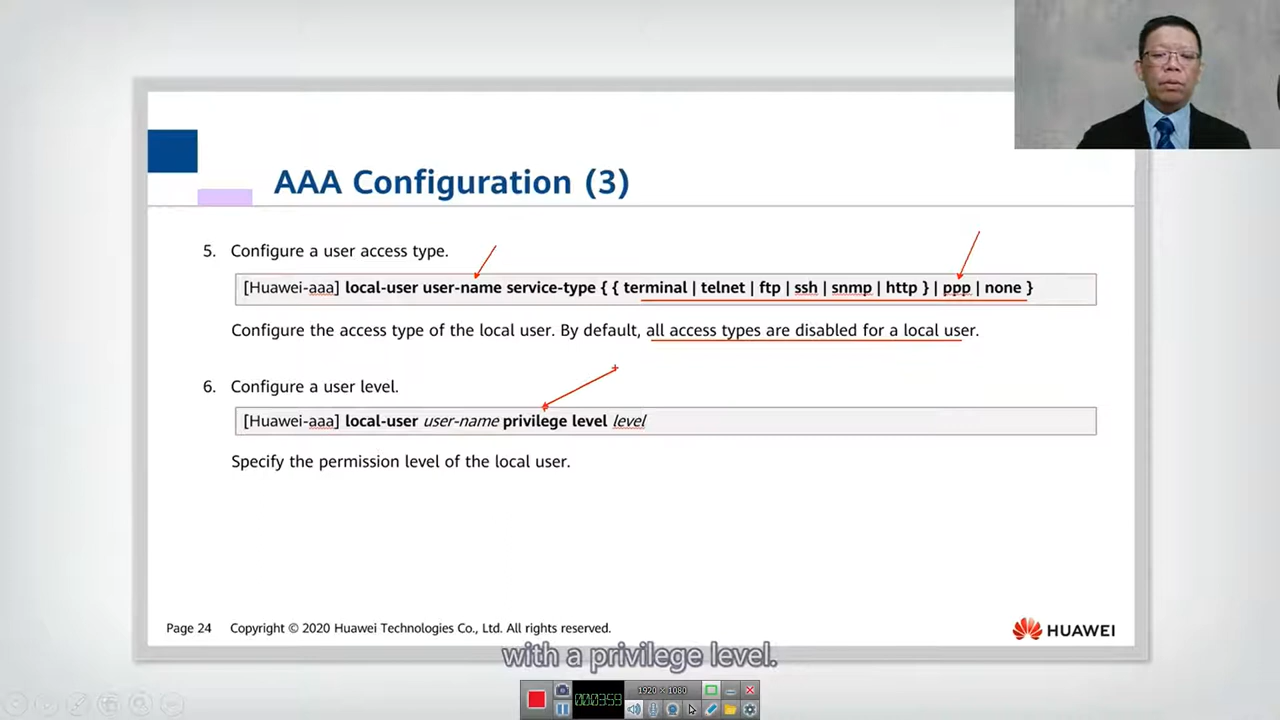 AAA Configuration (3)
5. Configure a user access type.
[Huawei-aaa] local-user user-name service-type { { terminal | telnet | ftp | ssh | snmp | http } | ppp | none }
Configure the access type of the local user. By default, all access types are disabled for a local user.
6. Configure a user level.
[Huawei-aaa] local-user user-name privilege level level
Specify the permission level of the local user.
Page 24 Copyright © 2020 Huawei Technologies Co., Ltd. All rights reserved.
HUAWEI
with a privilege level.
1920 × 1080
000359